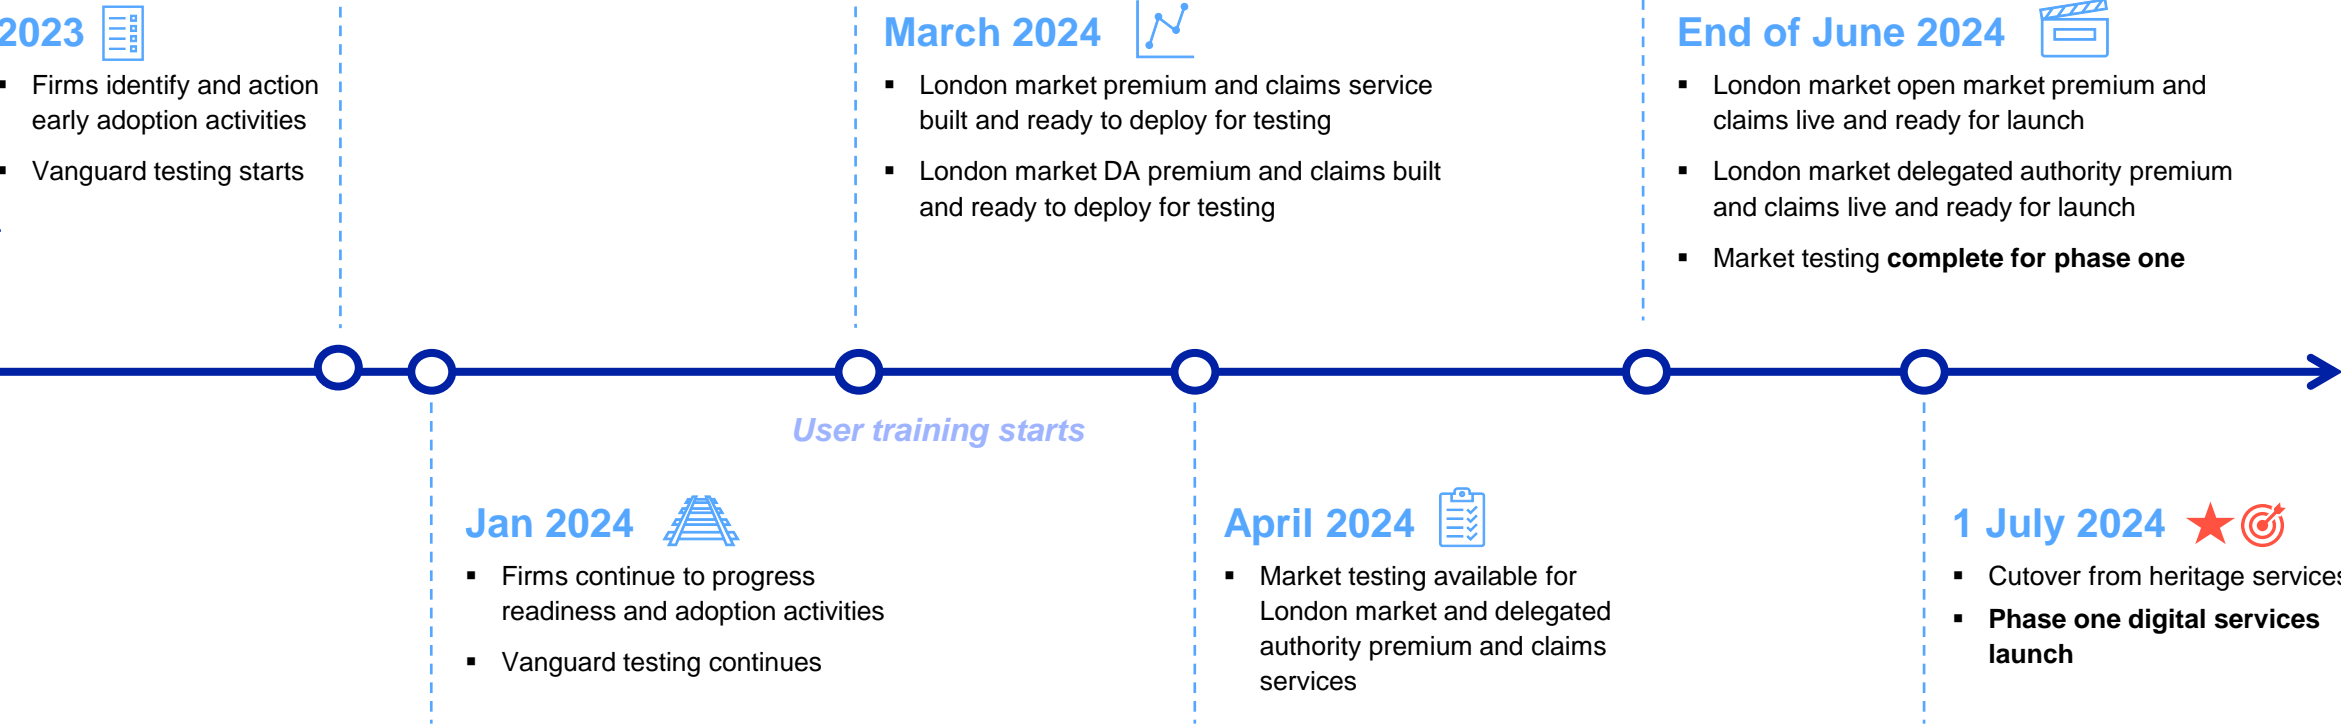 2023
▪ Firms identify and action
early adoption activities
▪ Vanguard testing starts
March 2024
▪ London market premium and claims service
built and ready to deploy for testing
▪ London market DA premium and claims built
and ready to deploy for testing
End of June 2024
▪ London market open market premium and
claims live and ready for launch
▪ London market delegated authority premium
and claims live and ready for launch
▪ Market testing complete for phase one
User training starts
Jan 2024
▪ Firms continue to progress
readiness and adoption activities
▪ Vanguard testing continues
April 2024
▪ Market testing available for
London market and delegated
authority premium and claims
services
1 July 2024
▪ Cutover from heritage services
▪ Phase one digital services
launch